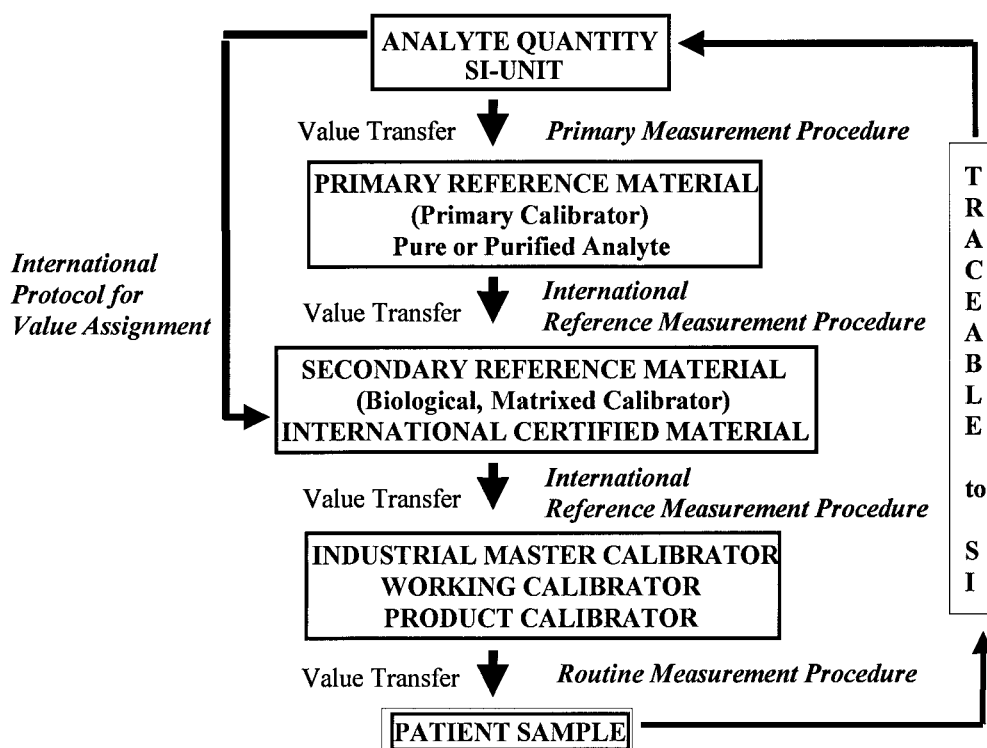 ANALYTE QUANTITY
SI-UNIT
Value Transfer
Primary Measurement Procedure
PRIMARY REFERENCE MATERIAL
(Primary Calibrator)
Pure or Purified Analyte
International
Protocol for
Value Assignment
Value Transfer
International
Reference Measurement Procedure
SECONDARY REFERENCE MATERIAL
(Biological, Matrixed Calibrator)
INTERNATIONAL CERTIFIED MATERIAL
Value Transfer
International
Reference Measurement Procedure
INDUSTRIAL MASTER CALIBRATOR
WORKING CALIBRATOR
PRODUCT CALIBRATOR
Value Transfer
Routine Measurement Procedure
PATIENT SAMPLE
TRACEABLE to SI